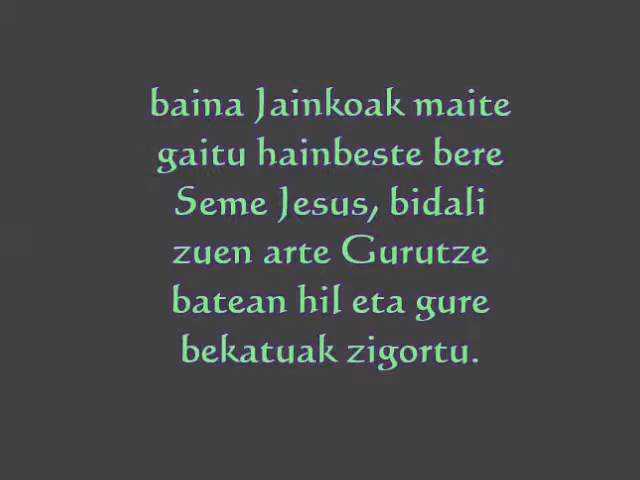 baina Jainkoak maite
gaitu hainbeste bere
Seme Jesus, bidali
zuen arte Gurutze
batean hil eta gure
bekatuak zigortu.